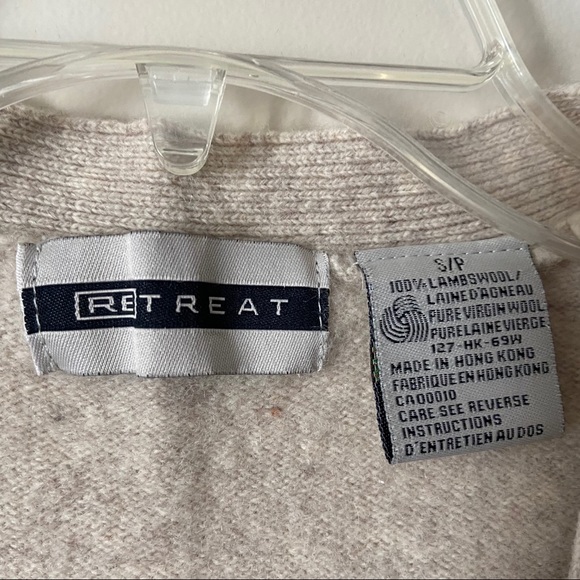 RETREAT
S/P
100% LAMBSWOOL/
LAINE D'AGNEAU
PURE VIRGIN WOOL
PURE LAINE VIERGE
127-HK-69W
MADE IN HONG KONG
FABRIQUE EN HONG KONG
CA00010
CARE SEE REVERSE
INSTRUCTIONS
D'ENTRETIEN AU DOS